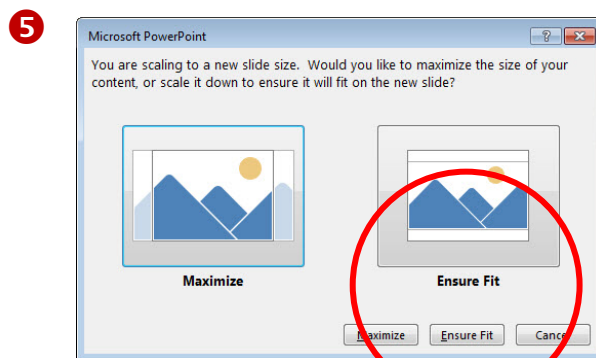 5
Microsoft PowerPoint
You are scaling to a new slide size. Would you like to maximize the size of your
content, or scale it down to ensure it will fit on the new slide?
Maximize Ensure Fit
Maximize Ensure Fit Cancel